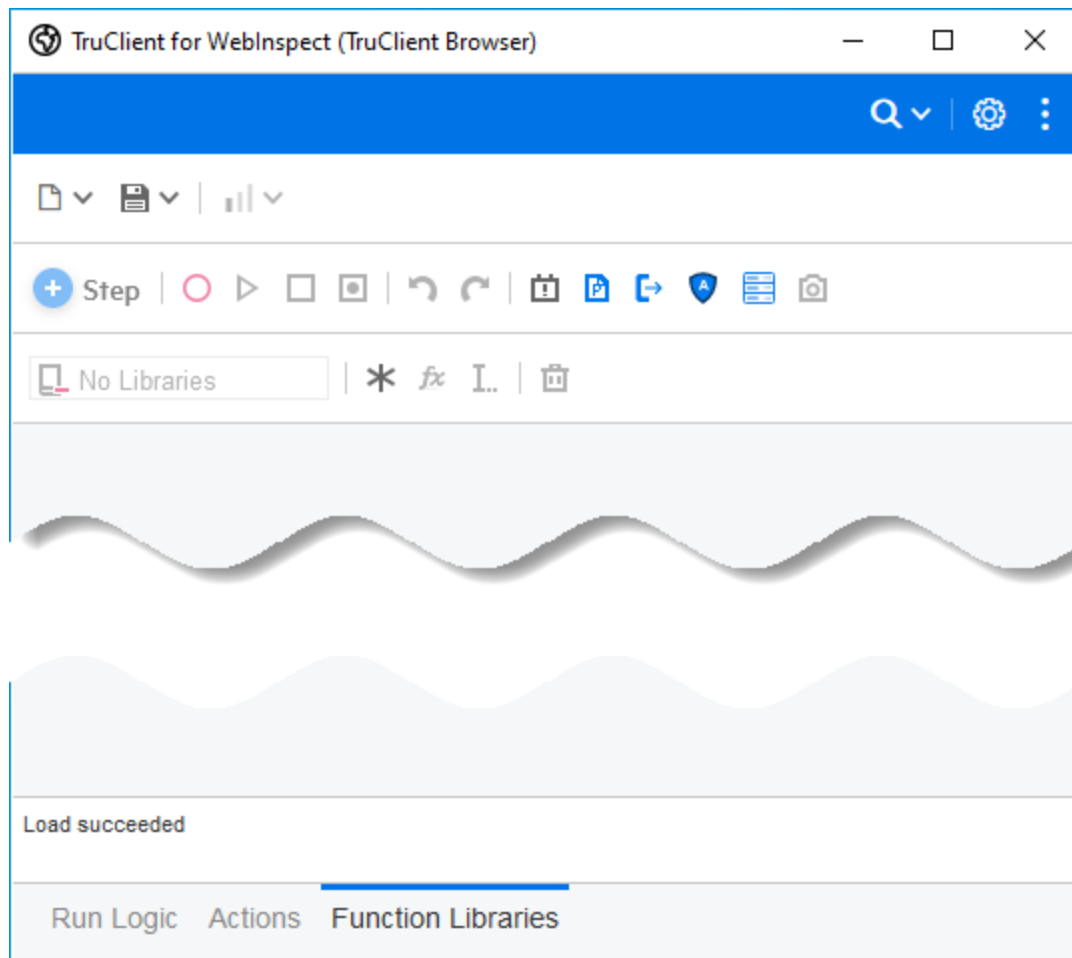 TruClient for WebInspect (TruClient Browser)
Step
No Libraries
Load succeeded
Run Logic Actions Function Libraries